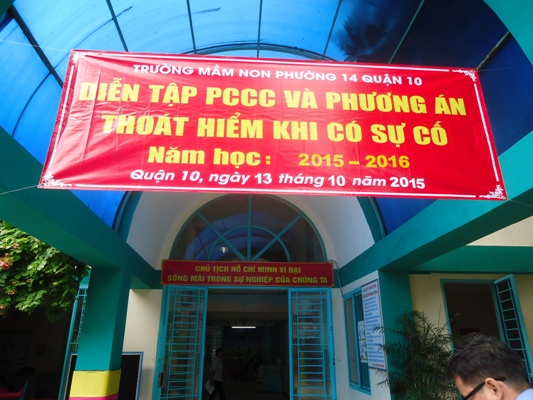 TRƯỜNG MẦM NON PHƯỜNG 14 QUẬN 10
DIỄN TẬP PCCC VÀ PHƯƠNG ÁN
THOÁT HIỂM KHI CÓ SỰ CỐ
Năm học: 2015 – 2016
Quận 10, ngày 13 tháng 10 năm 2015
CHỦ TỊCH HỒ CHÍ MINH VĨ ĐẠI
SỐNG MÃI TRONG SỰ NGHIỆP CỦA CHÚNG TA